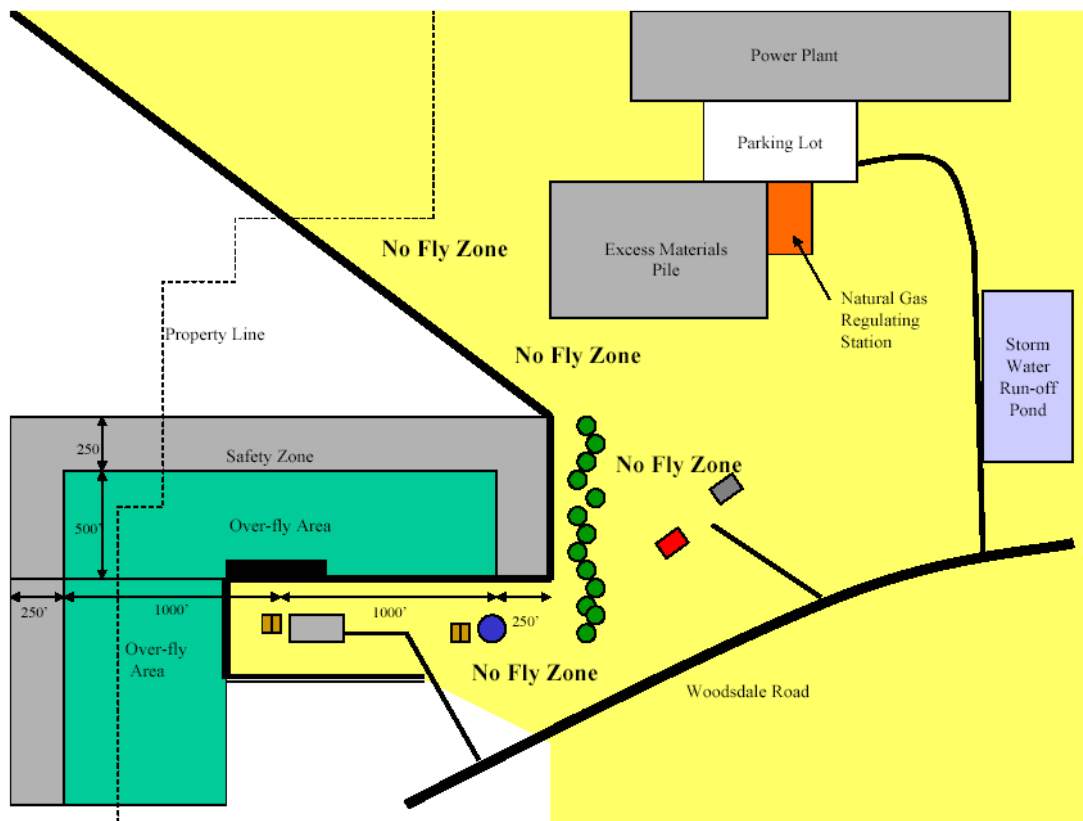 Power Plant
Parking Lot
No Fly Zone
Excess Materials
Pile
Natural Gas
Regulating
Station
Property Line
No Fly Zone
Storm
Water
Run-off
Pond
250
Safety Zone
No Fly Zone
500'
Over-fly Area
250'
1000'
1000'
250'
Over-fly
Area
No Fly Zone
Woodsdale Road